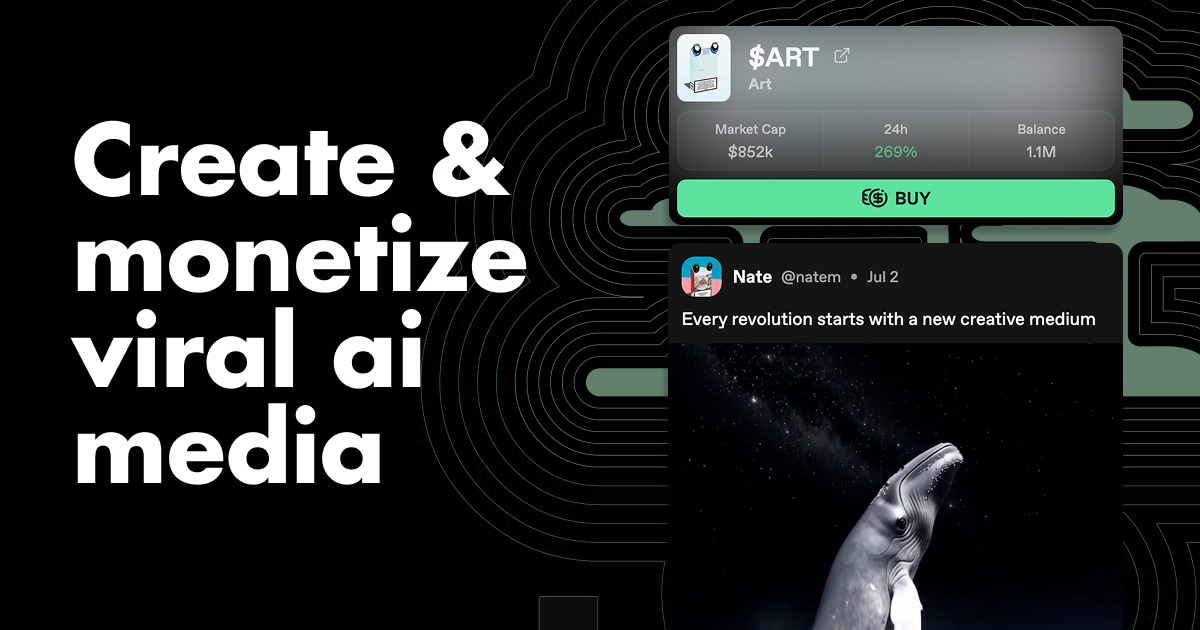 Create &
monetize
viral ai
media
$ART
Art
Market Cap
24h
Balance
$852k
269%
1.1M
BUY
Nate @natem • Jul 2
Every revolution starts with a new creative medium